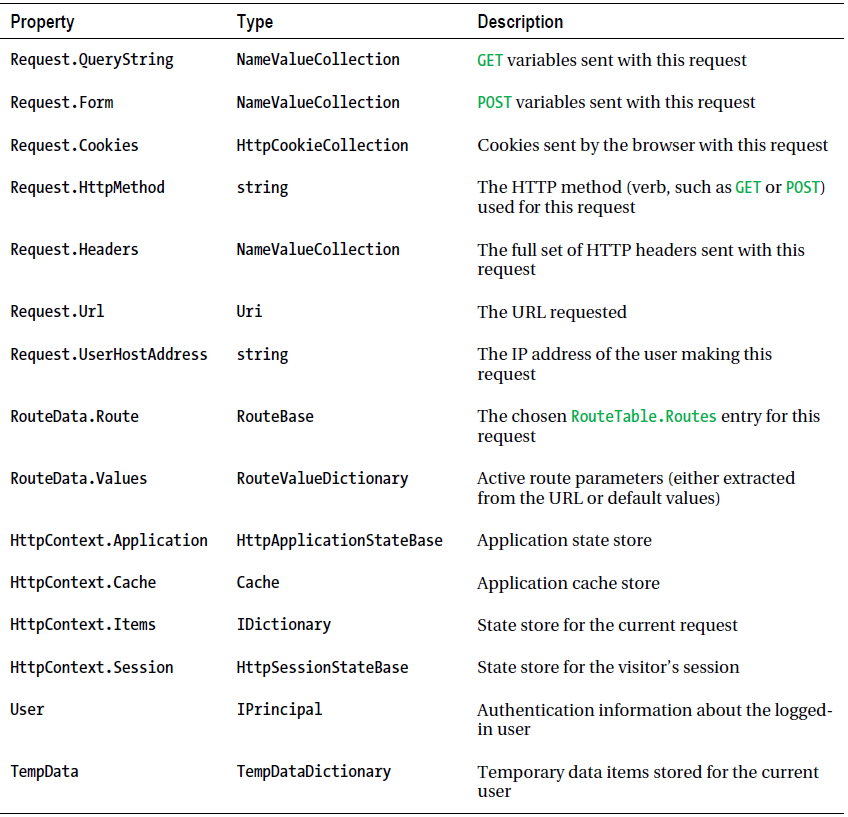 Property Type Description
Request.QueryString NameValueCollection GET variables sent with this request
Request.Form NameValueCollection POST variables sent with this request
Request.Cookies HttpCookieCollection Cookies sent by the browser with this request
Request.HttpMethod string The HTTP method (verb, such as GET or POST)
used for this request
Request.Headers NameValueCollection The full set of HTTP headers sent with this
request
Request.Url Uri The URL requested
Request.UserHostAddress string The IP address of the user making this
request
RouteData.Route RouteBase The chosen RouteTable.Routes entry for this
request
RouteData.Values RouteValueDictionary Active route parameters (either extracted
from the URL or default values)
HttpContext.Application HttpApplicationStateBase Application state store
HttpContext.Cache Cache Application cache store
HttpContext.Items IDictionary State store for the current request
HttpContext.Session HttpSessionStateBase State store for the visitor’s session
User IPrincipal Authentication information about the logged-
in user
TempData TempDataDictionary Temporary data items stored for the current
user